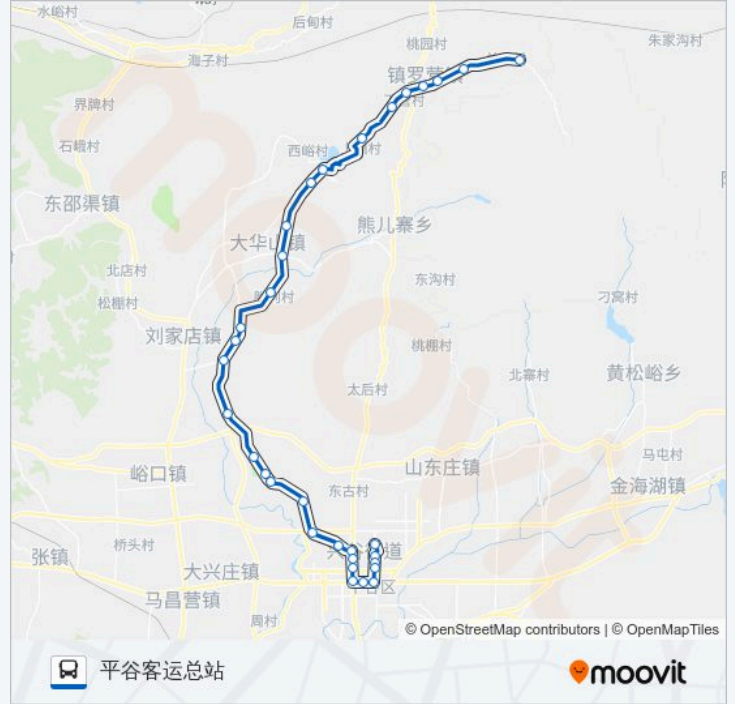 水峪村
后甸村
桃园村
朱家沟村
海子村
镇罗营镇
界牌村
石峨村
西峪村
东邵渠镇
熊儿寨乡
大华山镇
北店村
东沟村
松棚村
刁窝村
刘家店镇
桃棚村
北寨村
黄松峪乡
太后村
马屯村
峪口镇
山东庄镇
东古村
金海湖镇
桥头村
张镇
大兴庄镇
马昌营镇
周村
© OpenStreetMap contributors | © OpenMapTiles
平谷客运总站
moovit